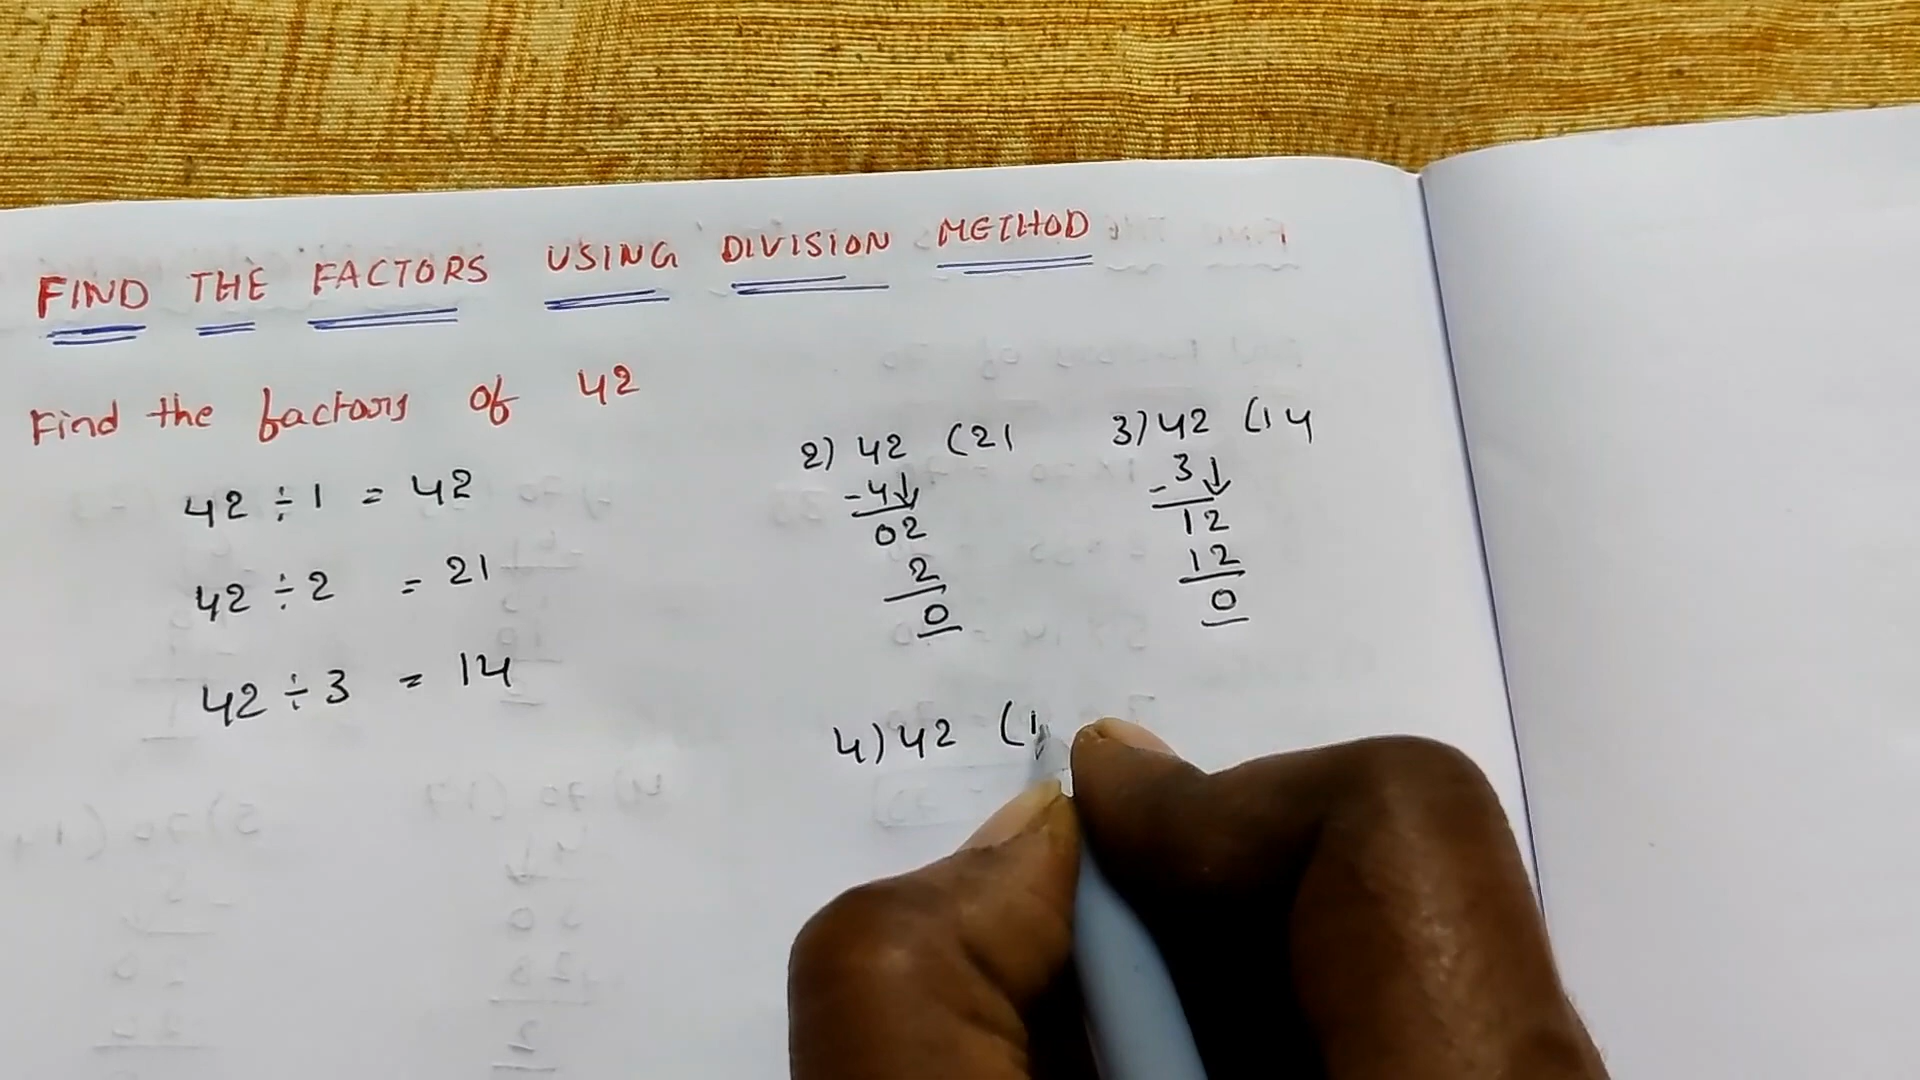 FIND THE FACTORS USING DIVISION METHOD
Find the factors of 42
42 ÷ 1 = 42
42 ÷ 2 = 21
42 ÷ 3 = 14
2) 42 (21
-4↓
02
2
0
3) 42 (14
-3↓
12
12
0
4) 42 (1